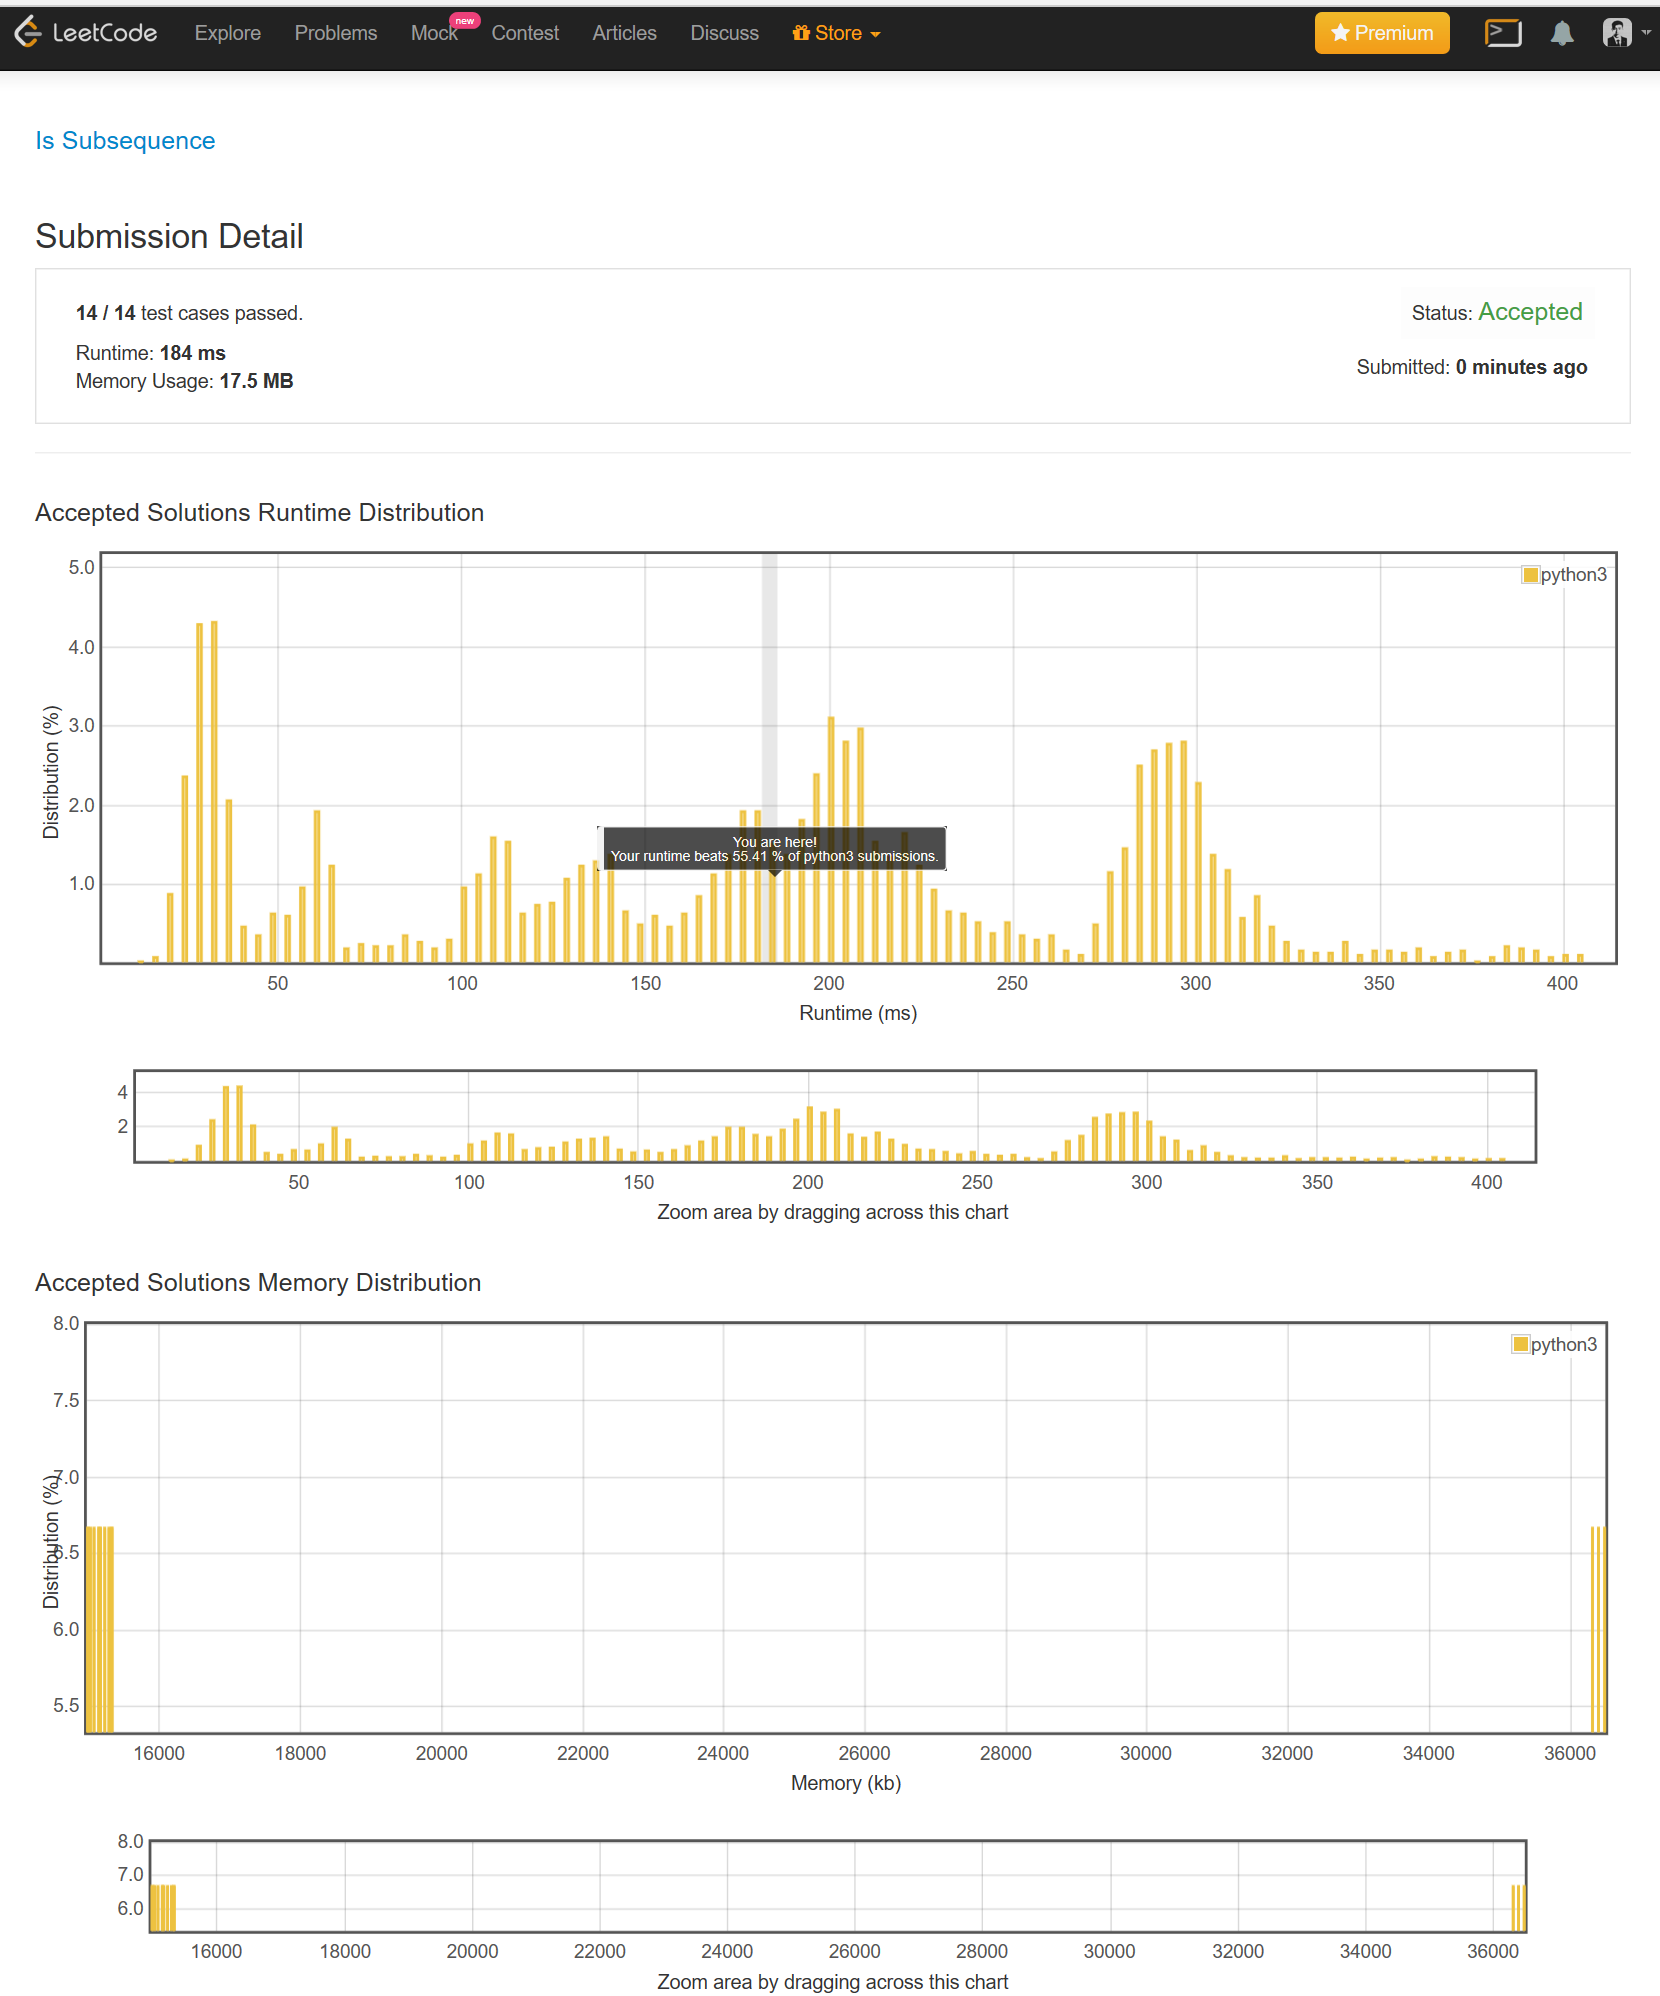 LeetCode Explore Problems Mock new Contest Articles Discuss Store Premium
Is Subsequence
Submission Detail
14 / 14 test cases passed.
Status: Accepted
Runtime: 184 ms
Submitted: 0 minutes ago
Memory Usage: 17.5 MB
Accepted Solutions Runtime Distribution
5.0
4.0
3.0
2.0
1.0
Distribution (%)
python3
You are here!
Your runtime beats 55.41 % of python3 submissions.
50 100 150 200 250 300 350 400
Runtime (ms)
4
2
50 100 150 200 250 300 350 400
Zoom area by dragging across this chart
Accepted Solutions Memory Distribution
8.0
7.5
7.0
6.5
6.0
5.5
Distribution (%)
python3
16000 18000 20000 22000 24000 26000 28000 30000 32000 34000 36000
Memory (kb)
8.0
7.0
6.0
16000 18000 20000 22000 24000 26000 28000 30000 32000 34000 36000
Zoom area by dragging across this chart